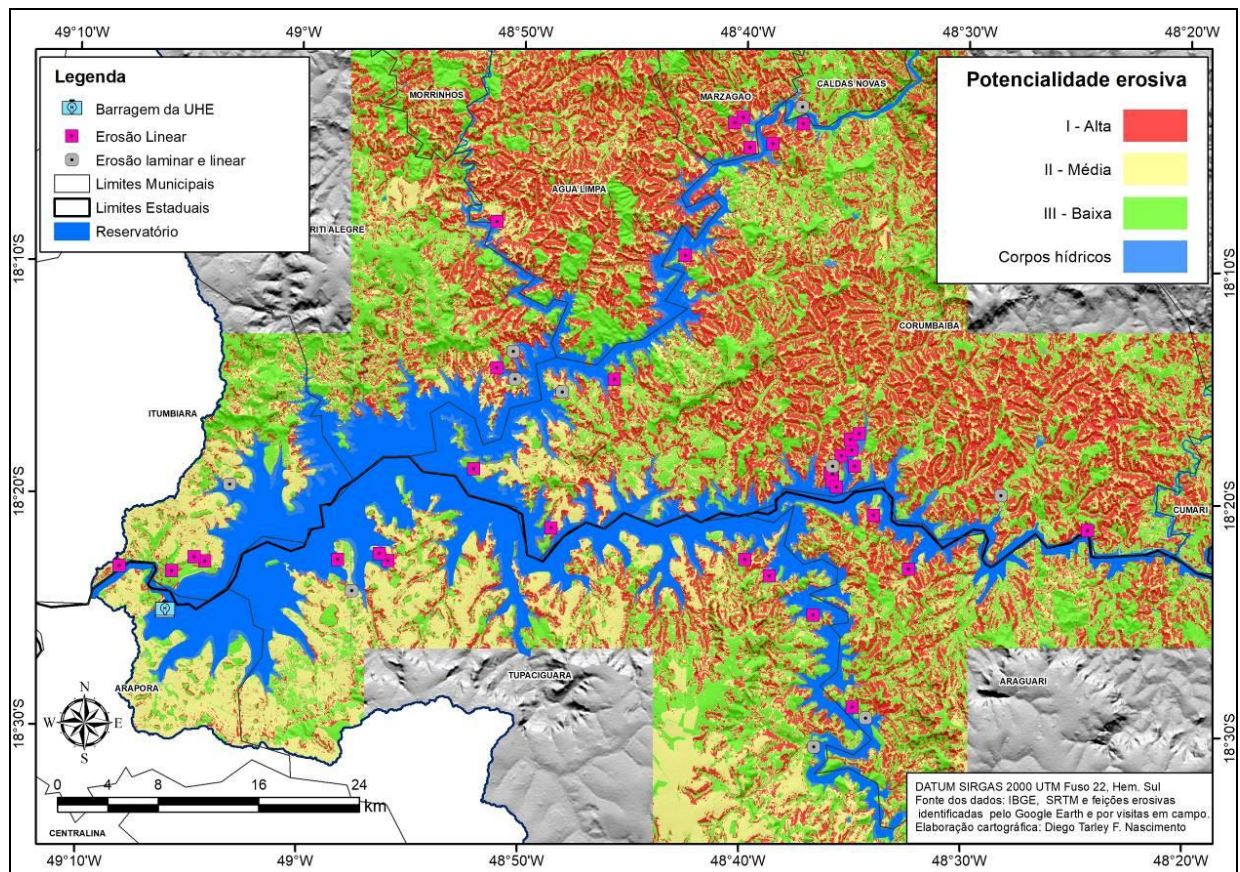 49°10'W
49°W
48°50'W
48°40'W
48°30'W
48°20'W
Legenda
Barragem da UHE
Erosão Linear
Erosão laminar e linear
Limites Municipais
Limites Estaduais
Reservatório
Potencialidade erosiva
I - Alta
II - Média
III - Baixa
Corpos hídricos
MORRINHOS
MARZAGÃO
CALDAS NOVAS
ÁGUA LIMPA
RITI ALEGRE
18°10'S
18°10'S
CORUMBAIBA
ITUMBIARA
18°20'S
18°20'S
CUMARI
ARAPORA
TUPACIGUARA
ARAGUARI
N
W
E
S
18°30'S
18°30'S
0
4
8
16
24
km
CENTRALINA
DATUM SIRGAS 2000 UTM Fuso 22, Hem. Sul
Fonte dos dados: IBGE, SRTM e feições erosivas
identificadas pelo Google Earth e por visitas em campo.
Elaboração cartográfica: Diego Tarley F. Nascimento
49°10'W
49°W
48°50'W
48°40'W
48°30'W
48°20'W